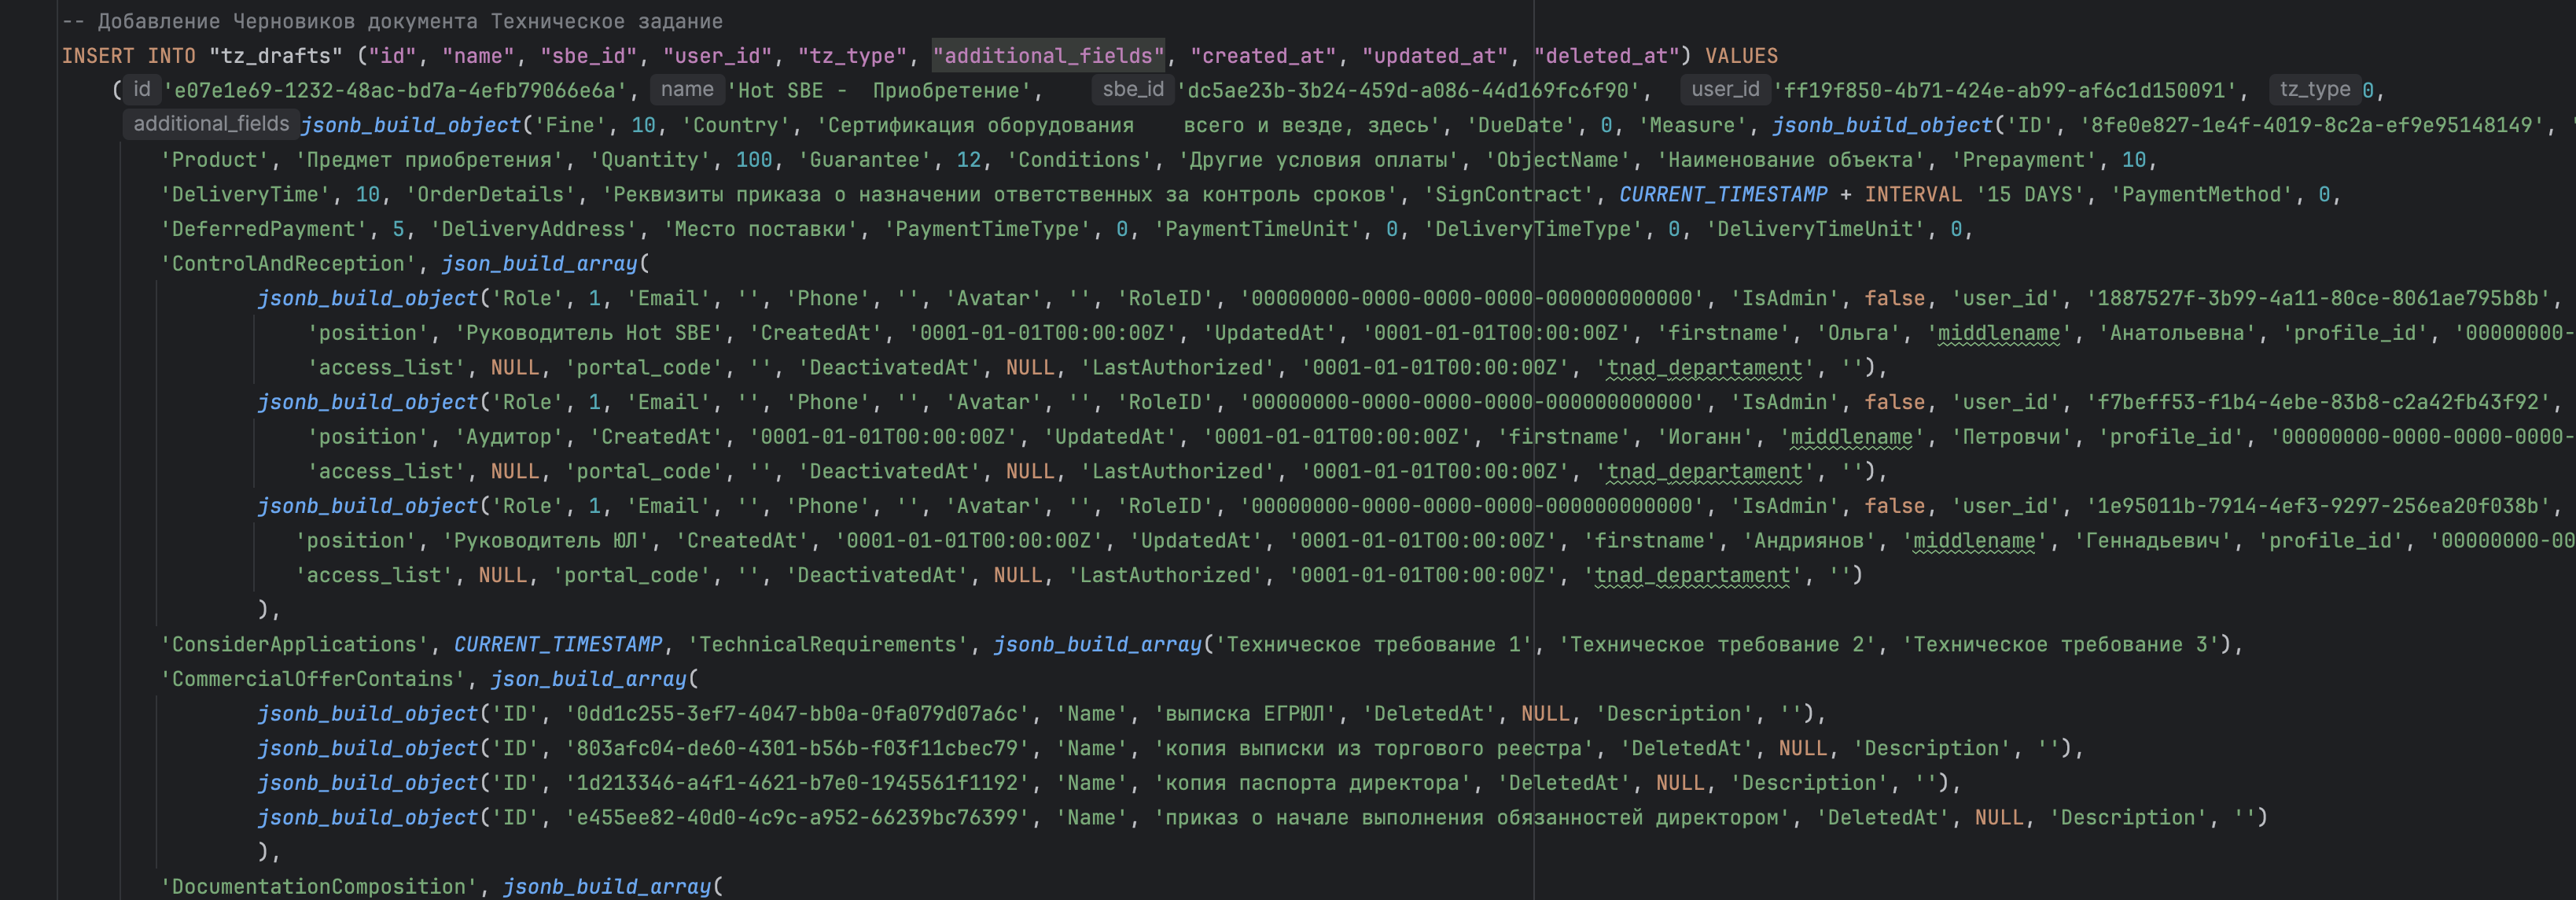 -- Добавление Черновиков документа Техническое задание
INSERT INTO "tz_drafts" ("id", "name", "sbe_id", "user_id", "tz_type", "additional_fields", "created_at", "updated_at", "deleted_at") VALUES
( id 'e07e1e69-1232-48ac-bd7a-4efb79066e6a', name 'Hot SBE -  Приобретение', sbe_id 'dc5ae23b-3b24-459d-a086-44d169fc6f90', user_id 'ff19f850-4b71-424e-ab99-af6c1d150091', tz_type 0,
additional_fields jsonb_build_object('Fine', 10, 'Country', 'Сертификация оборудования    всего и везде, здесь', 'DueDate', 0, 'Measure', jsonb_build_object('ID', '8fe0e827-1e4f-4019-8c2a-ef9e95148149', '
'Product', 'Предмет приобретения', 'Quantity', 100, 'Guarantee', 12, 'Conditions', 'Другие условия оплаты', 'ObjectName', 'Наименование объекта', 'Prepayment', 10,
'DeliveryTime', 10, 'OrderDetails', 'Реквизиты приказа о назначении ответственных за контроль сроков', 'SignContract', CURRENT_TIMESTAMP + INTERVAL '15 DAYS', 'PaymentMethod', 0,
'DeferredPayment', 5, 'DeliveryAddress', 'Место поставки', 'PaymentTimeType', 0, 'PaymentTimeUnit', 0, 'DeliveryTimeType', 0, 'DeliveryTimeUnit', 0,
'ControlAndReception', json_build_array(
jsonb_build_object('Role', 1, 'Email', '', 'Phone', '', 'Avatar', '', 'RoleID', '00000000-0000-0000-0000-000000000000', 'IsAdmin', false, 'user_id', '1887527f-3b99-4a11-80ce-8061ae795b8b',
'position', 'Руководитель Hot SBE', 'CreatedAt', '0001-01-01T00:00:00Z', 'UpdatedAt', '0001-01-01T00:00:00Z', 'firstname', 'Ольга', 'middlename', 'Анатольевна', 'profile_id', '00000000-
'access_list', NULL, 'portal_code', '', 'DeactivatedAt', NULL, 'LastAuthorized', '0001-01-01T00:00:00Z', 'tnad_departament', ''),
jsonb_build_object('Role', 1, 'Email', '', 'Phone', '', 'Avatar', '', 'RoleID', '00000000-0000-0000-0000-000000000000', 'IsAdmin', false, 'user_id', 'f7beff53-f1b4-4ebe-83b8-c2a42fb43f92',
'position', 'Аудитор', 'CreatedAt', '0001-01-01T00:00:00Z', 'UpdatedAt', '0001-01-01T00:00:00Z', 'firstname', 'Иоганн', 'middlename', 'Петровчи', 'profile_id', '00000000-0000-0000-0000-
'access_list', NULL, 'portal_code', '', 'DeactivatedAt', NULL, 'LastAuthorized', '0001-01-01T00:00:00Z', 'tnad_departament', ''),
jsonb_build_object('Role', 1, 'Email', '', 'Phone', '', 'Avatar', '', 'RoleID', '00000000-0000-0000-0000-000000000000', 'IsAdmin', false, 'user_id', '1e95011b-7914-4ef3-9297-256ea20f038b',
'position', 'Руководитель ЮЛ', 'CreatedAt', '0001-01-01T00:00:00Z', 'UpdatedAt', '0001-01-01T00:00:00Z', 'firstname', 'Андриянов', 'middlename', 'Геннадьевич', 'profile_id', '00000000-00
'access_list', NULL, 'portal_code', '', 'DeactivatedAt', NULL, 'LastAuthorized', '0001-01-01T00:00:00Z', 'tnad_departament', '')
),
'ConsiderApplications', CURRENT_TIMESTAMP, 'TechnicalRequirements', jsonb_build_array('Техническое требование 1', 'Техническое требование 2', 'Техническое требование 3'),
'CommercialOfferContains', json_build_array(
jsonb_build_object('ID', '0dd1c255-3ef7-4047-bb0a-0fa079d07a6c', 'Name', 'выписка ЕГРЮЛ', 'DeletedAt', NULL, 'Description', ''),
jsonb_build_object('ID', '803afc04-de60-4301-b56b-f03f11cbec79', 'Name', 'копия выписки из торгового реестра', 'DeletedAt', NULL, 'Description', ''),
jsonb_build_object('ID', '1d213346-a4f1-4621-b7e0-1945561f1192', 'Name', 'копия паспорта директора', 'DeletedAt', NULL, 'Description', ''),
jsonb_build_object('ID', 'e455ee82-40d0-4c9c-a952-66239bc76399', 'Name', 'приказ о начале выполнения обязанностей директором', 'DeletedAt', NULL, 'Description', '')
),
'DocumentationComposition', jsonb_build_array(